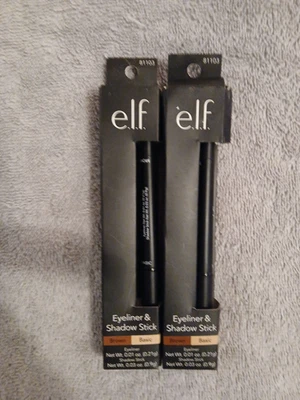 81103
e.l.f.
Eyeliner &
Shadow Stick
Brown Basic
Eyeliner
Net Wt. 0.01 oz. (0.21g)
Shadow Stick
Net Wt. 0.03 oz. (0.9g)
81103
e.l.f.
Eyeliner &
Shadow Stick
Brown Basic
Eyeliner
Net Wt. 0.01 oz. (0.21g)
Shadow Stick
Net Wt. 0.03 oz. (0.9g)